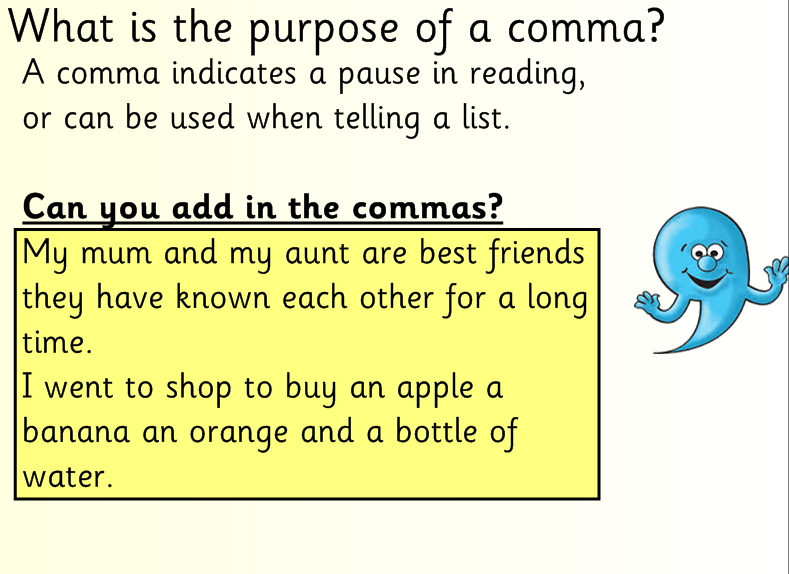 What is the purpose of a comma?
A comma indicates a pause in reading,
or can be used when telling a list.
Can you add in the commas?
My mum and my aunt are best friends
they have known each other for a long
time.
I went to shop to buy an apple a
banana an orange and a bottle of
water.